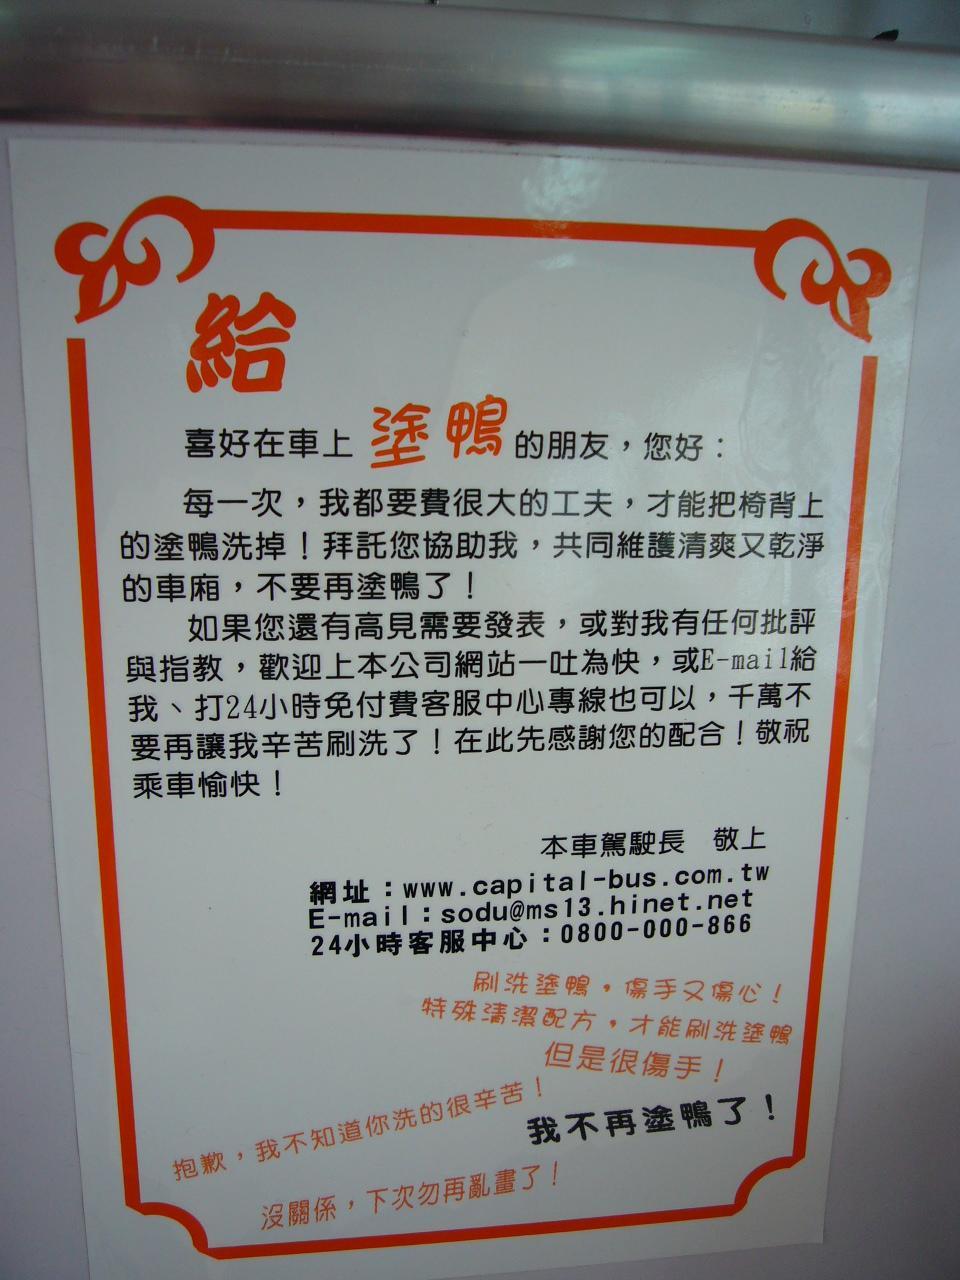 給
喜好在車上 塗鴨 的朋友，您好：
每一次，我都要費很大的工夫，才能把椅背上
的塗鴨洗掉！拜託您協助我，共同維護清爽又乾淨
的車廂，不要再塗鴨了！
如果您還有高見需要發表，或對我有任何批評
與指教，歡迎上本公司網站一吐為快，或E-mail給
我、打24小時免付費客服中心專線也可以，千萬不
要再讓我辛苦刷洗了！在此先感謝您的配合！敬祝
乘車愉快！
本車駕駛長 敬上
網址：www.capital-bus.com.tw
E-mail：sodu@ms13.hinet.net
24小時客服中心：0800-000-866
刷洗塗鴨，傷手又傷心！
特殊清潔配方，才能刷洗塗鴨
但是很傷手！
抱歉，我不知道你洗的很辛苦！
我不再塗鴨了！
沒關係，下次勿再亂畫了！